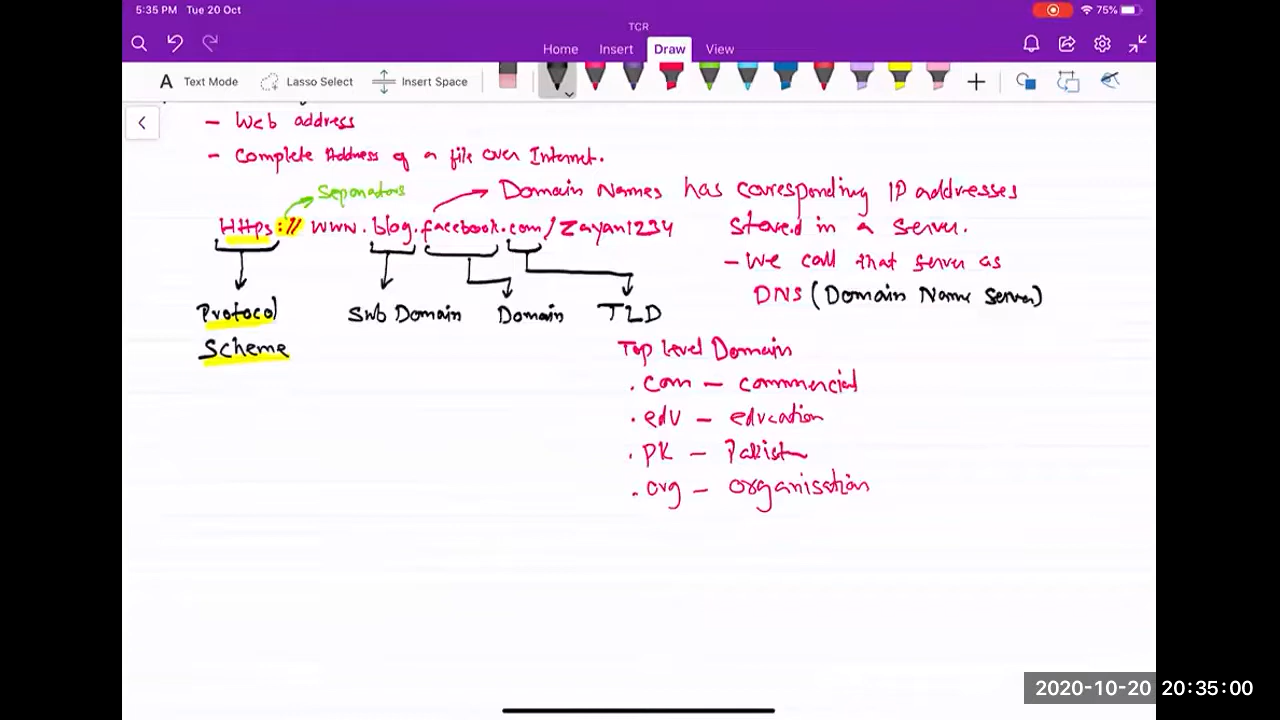 5:35 PM Tue 20 Oct
75%
TCR
Home Insert Draw View
Text Mode Lasso Select Insert Space
- Web address
- Complete Address of a file over Internet.
Separators
Domain Names has corresponding IP addresses
stored in a server.
Https://www.blog.facebook.com/Zayan1234
- We call that server as
DNS (Domain Name Server)
Protocol Sub Domain Domain TLD
Scheme
Top level Domain
.com - commercial
.edu - education
.PK - Pakistan
.org - organisation
2020-10-20 20:35:00